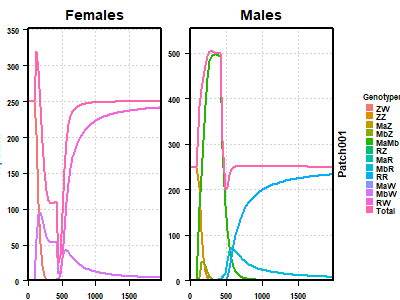 Females
Males
350
300
250
200
150
100
50
0
0
500
1000
1500
500
400
300
200
100
0
0
500
1000
1500
Patch001
Genotypes
ZW
ZZ
MaZ
MbZ
MaMb
RZ
MaR
MbR
RR
MaW
MbW
RW
Total